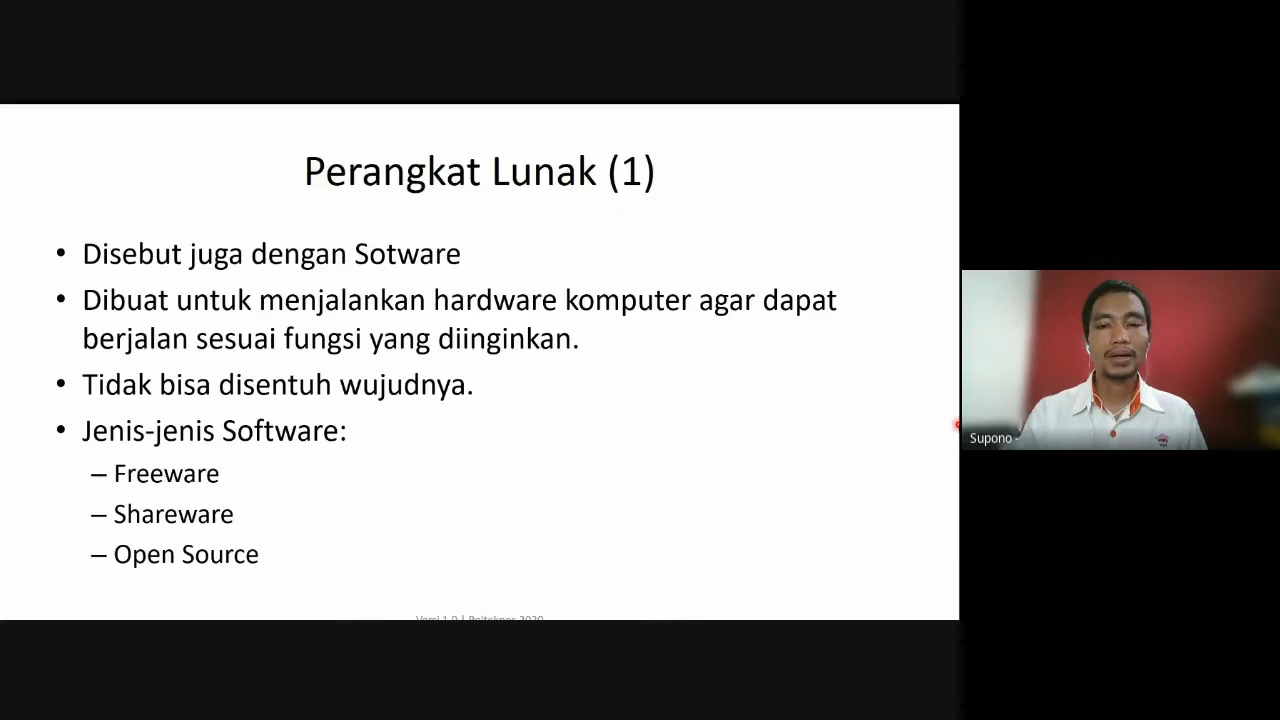 Perangkat Lunak (1)
• Disebut juga dengan Sotware
• Dibuat untuk menjalankan hardware komputer agar dapat
berjalan sesuai fungsi yang diinginkan.
• Tidak bisa disentuh wujudnya.
• Jenis-jenis Software:
– Freeware
– Shareware
– Open Source
Supono -